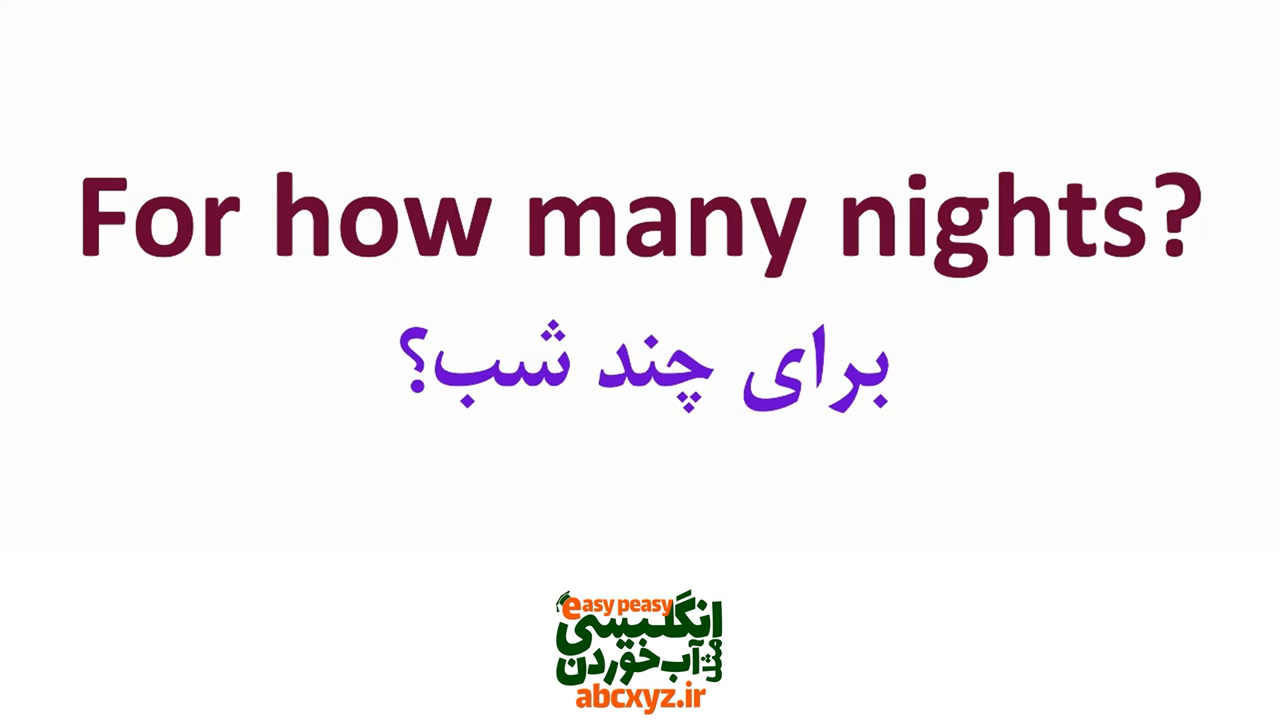 For how many nights?
برای چند شب؟
easy peasy
انگلیسی
مثل آب خوردن
abcxyz.ir